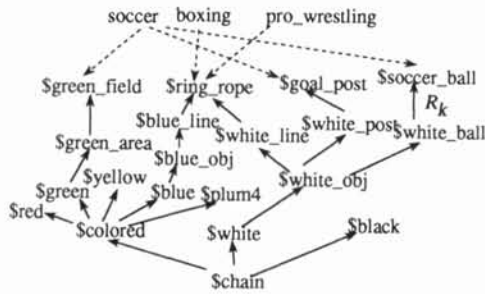 soccer boxing pro_wrestling
$green_field $ring_rope $goal_post $soccer_ball
$blue_line R_k
$green_area $white_line $white_post $white_ball
$blue_obj
$green $yellow $blue $plum4 $white_obj
$red $colored $white $black
$chain